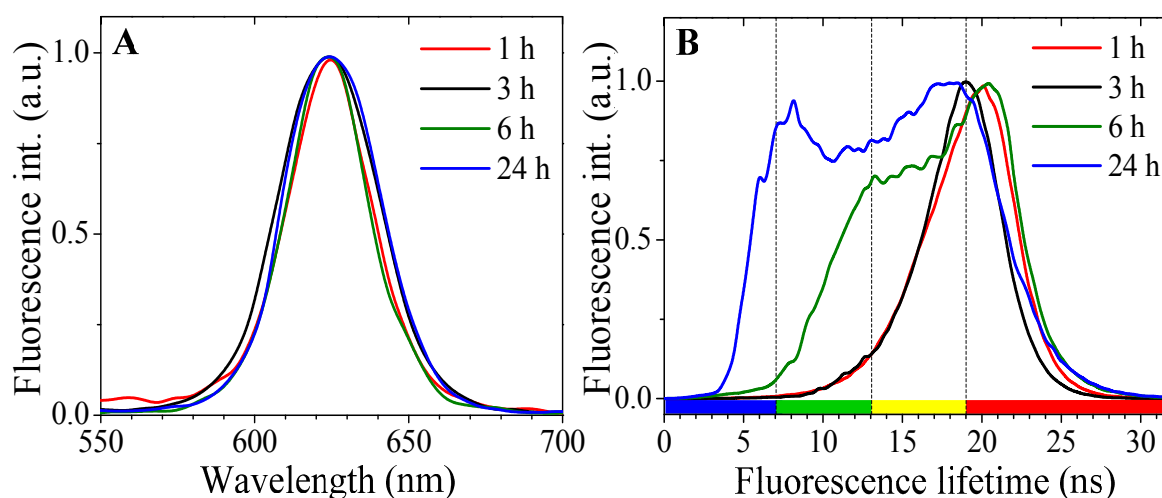 A
1 h
3 h
6 h
24 h
Fluorescence int. (a.u.)
1.0
0.5
0.0
550 600 650 700
Wavelength (nm)
B
1 h
3 h
6 h
24 h
Fluorescence int. (a.u.)
1.0
0.5
0.0
0 5 10 15 20 25 30
Fluorescence lifetime (ns)